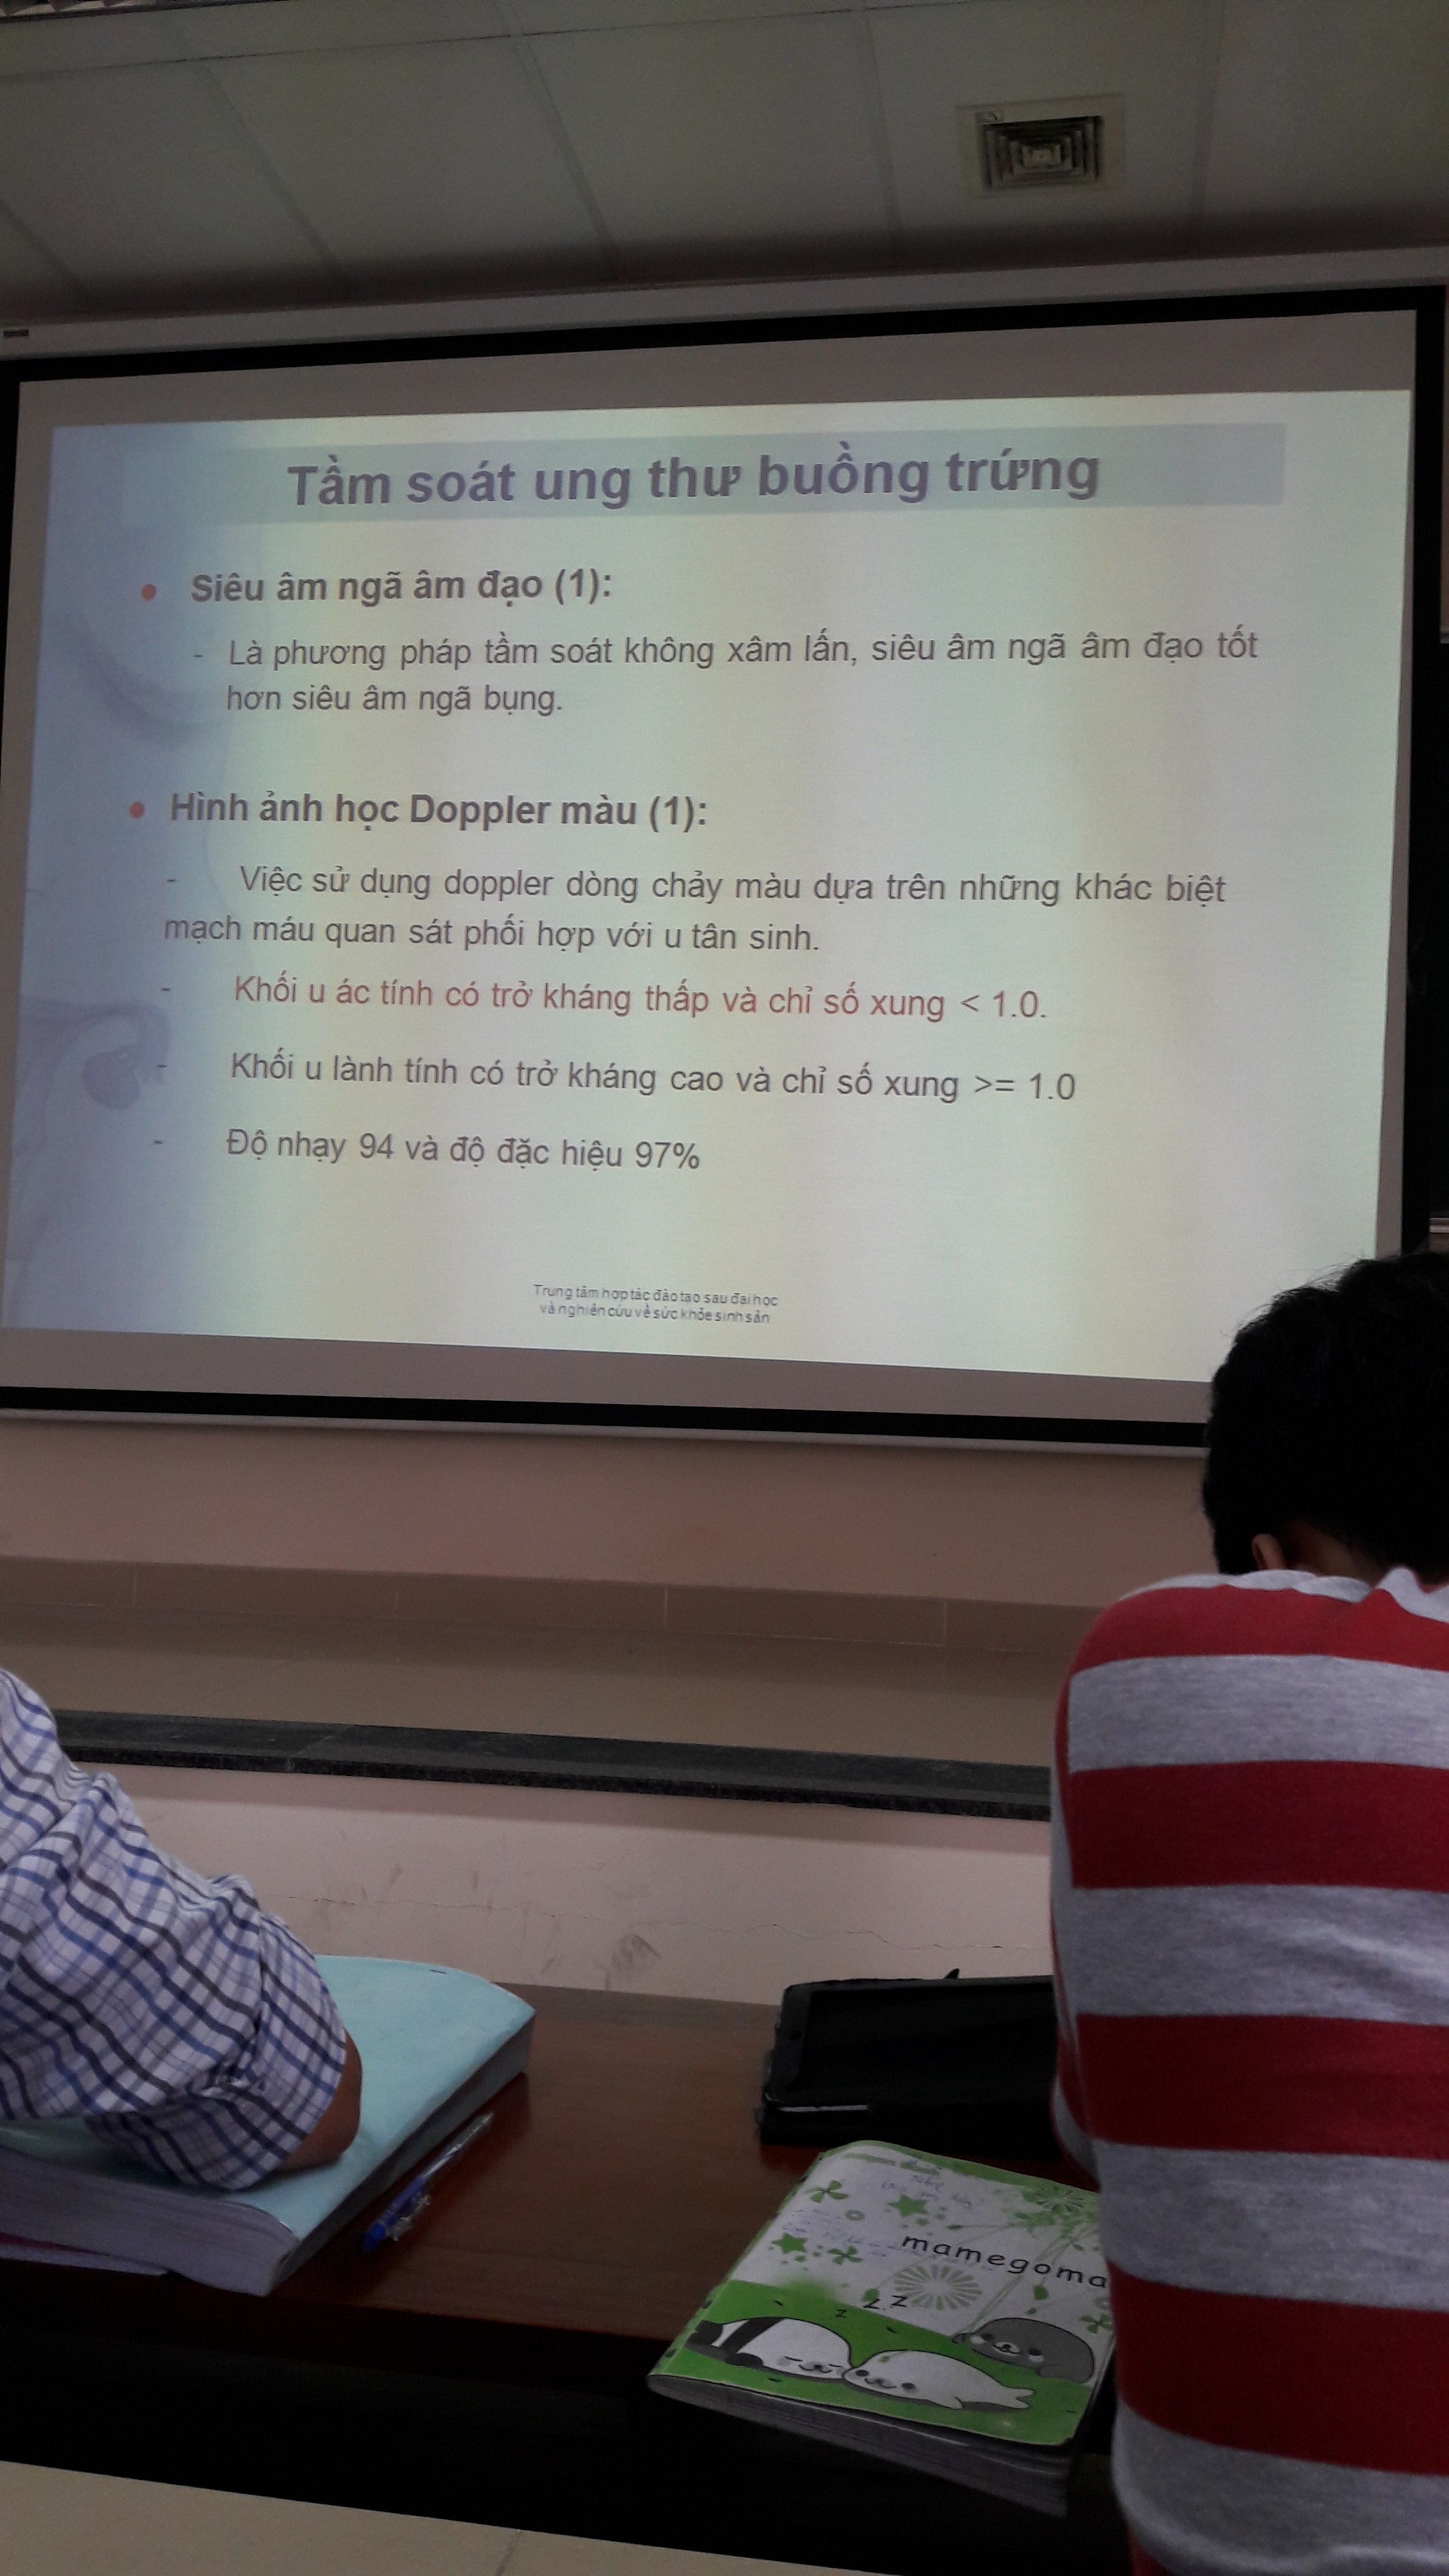 Tầm soát ung thư buồng trứng
Siêu âm ngã âm đạo (1):
- Là phương pháp tầm soát không xâm lấn, siêu âm ngã âm đạo tốt
hơn siêu âm ngã bụng.
Hình ảnh học Doppler màu (1):
- Việc sử dụng doppler dòng chảy màu dựa trên những khác biệt
mạch máu quan sát phối hợp với u tân sinh.
- Khối u ác tính có trở kháng thấp và chỉ số xung < 1.0.
- Khối u lành tính có trở kháng cao và chỉ số xung >= 1.0
- Độ nhạy 94 và độ đặc hiệu 97%
Trung tâm hợp tác đào tạo sau đại học
và nghiên cứu về sức khỏe sinh sản
mamegoma
z z z